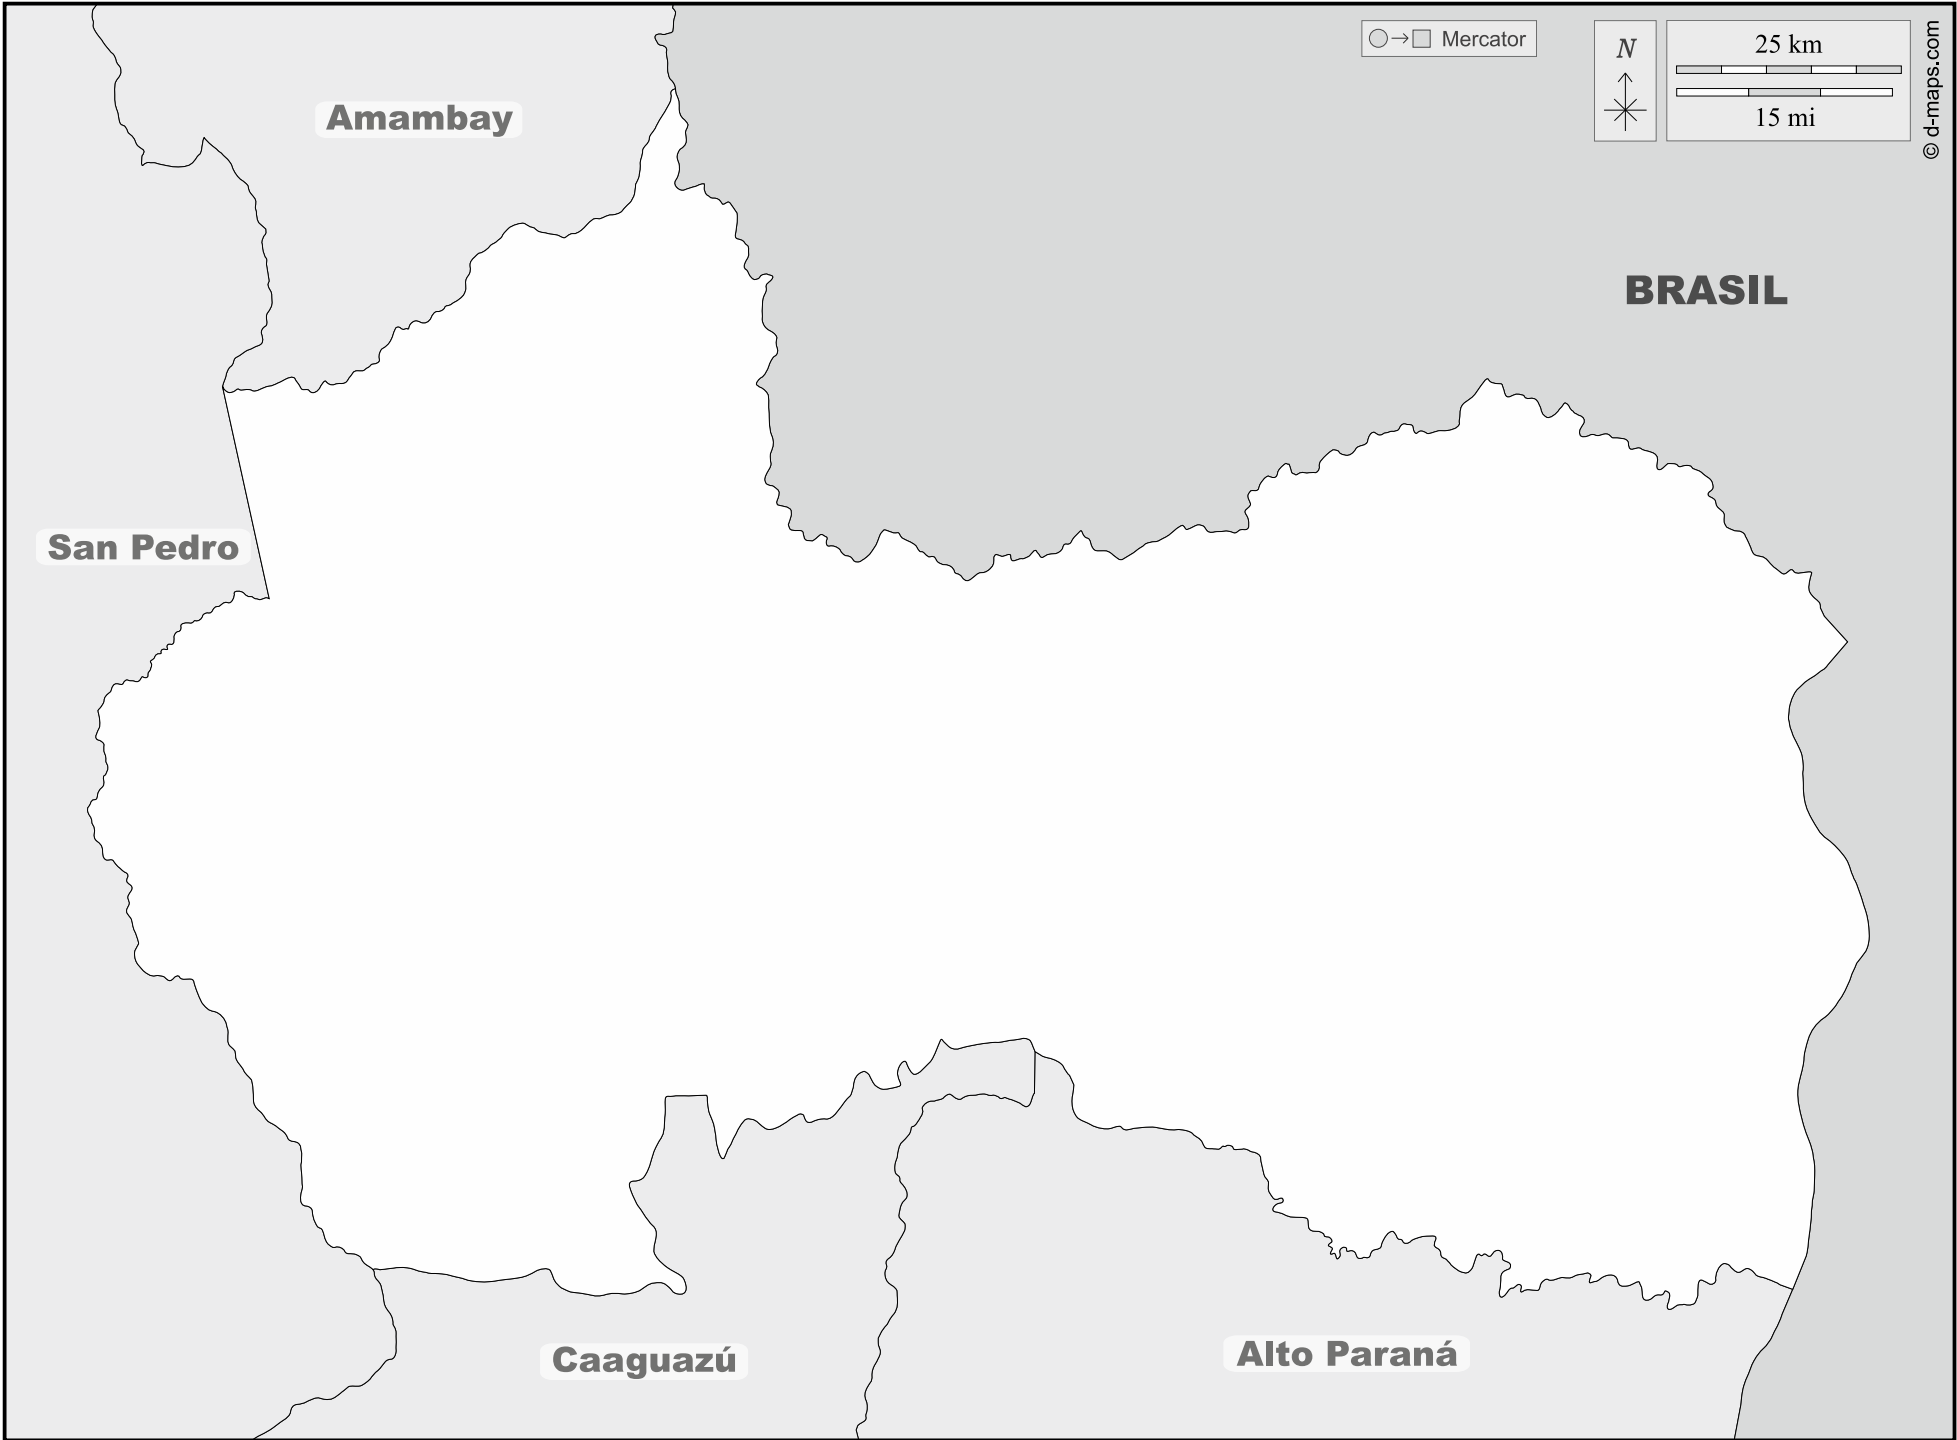 Mercator
N
25 km
15 mi
© d-maps.com
Amambay
BRASIL
San Pedro
Caaguazú
Alto Paraná